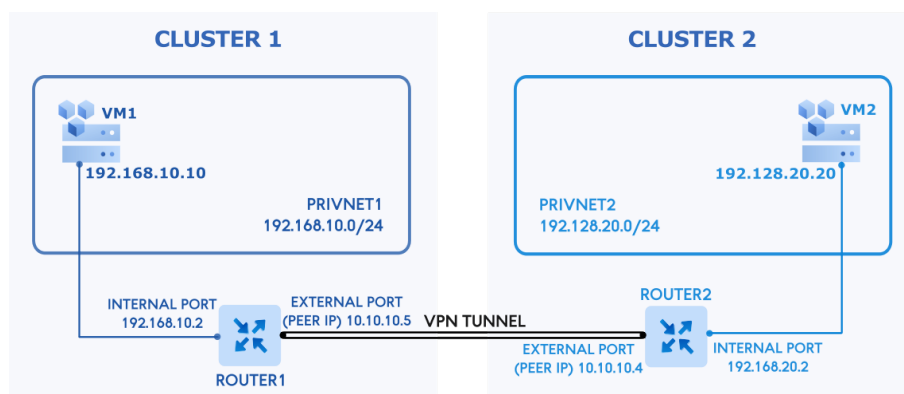 CLUSTER 1
VM1
192.168.10.10
PRIVNET1
192.168.10.0/24
INTERNAL PORT
192.168.10.2
EXTERNAL PORT
(PEER IP) 10.10.10.5
ROUTER1
VPN TUNNEL
CLUSTER 2
VM2
192.128.20.20
PRIVNET2
192.128.20.0/24
ROUTER2
EXTERNAL PORT
(PEER IP) 10.10.10.4
INTERNAL PORT
192.168.20.2